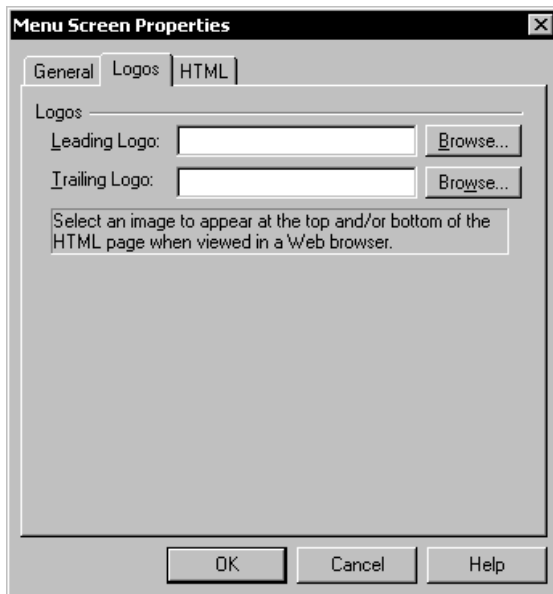 Menu Screen Properties
General Logos HTML
Logos
Leading Logo: Browse...
Trailing Logo: Browse...
Select an image to appear at the top and/or bottom of the
HTML page when viewed in a Web browser.
OK Cancel Help